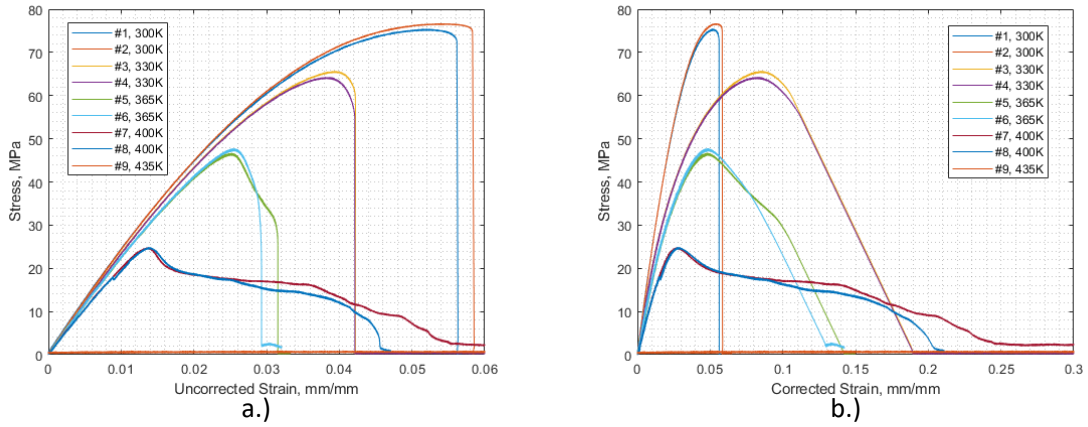 80
70
60
50
40
30
20
10
0
Stress, MPa
#1, 300K
#2, 300K
#3, 330K
#4, 330K
#5, 365K
#6, 365K
#7, 400K
#8, 400K
#9, 435K
0 0.01 0.02 0.03 0.04 0.05 0.06
Uncorrected Strain, mm/mm
a.)
80
70
60
50
40
30
20
10
0
Stress, MPa
#1, 300K
#2, 300K
#3, 330K
#4, 330K
#5, 365K
#6, 365K
#7, 400K
#8, 400K
#9, 435K
0 0.05 0.1 0.15 0.2 0.25 0.3
Corrected Strain, mm/mm
b.)